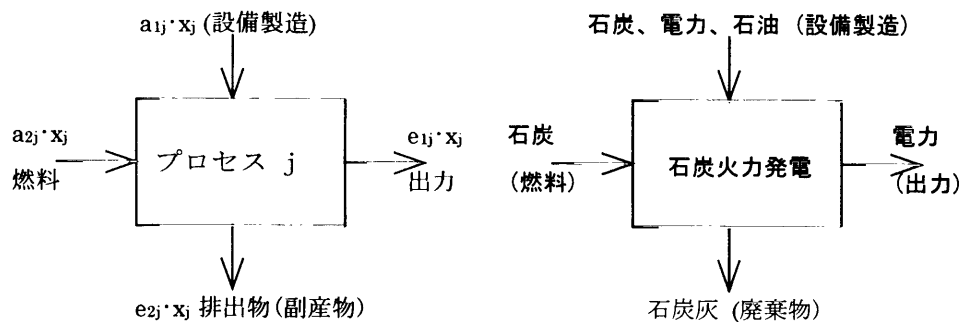 a1j・xj (設備製造)
a2j・xj
燃料
プロセス j
e1j・xj
出力
e2j・xj 排出物(副産物)
石炭、電力、石油 (設備製造)
石炭
(燃料)
石炭火力発電
電力
(出力)
石炭灰 (廃棄物)